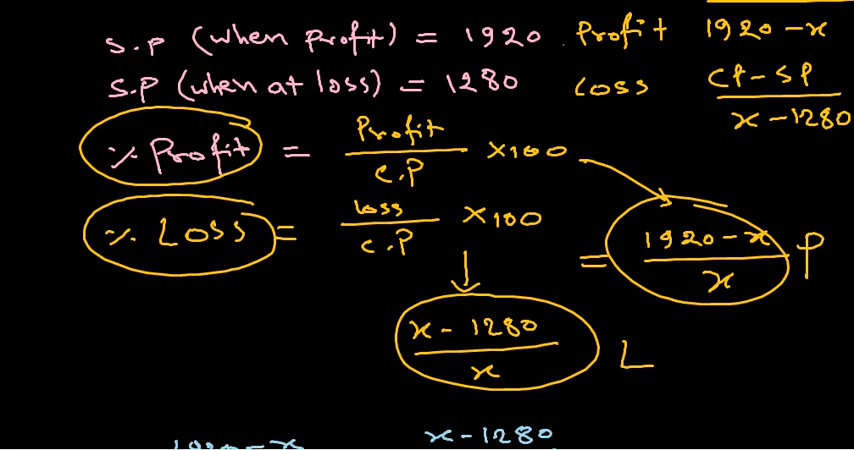 S.P (when profit) = 1920 . Profit 1920 - x
S.P (when at loss) = 1280 Loss CP - SP
x - 1280
% Profit = Profit / C.P × 100
% Loss = loss / C.P × 100
= 1920 - x / x P
x - 1280 / x L
1920 - x x - 1280